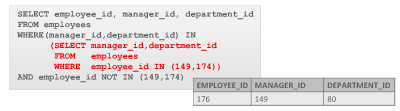 SELECT employee_id, manager_id, department_id
FROM employees
WHERE(manager_id,department_id) IN
(SELECT manager_id,department_id
FROM employees
WHERE employee_id IN (149,174))
AND employee_id NOT IN (149,174)
EMPLOYEE_ID MANAGER_ID DEPARTMENT_ID
176 149 80